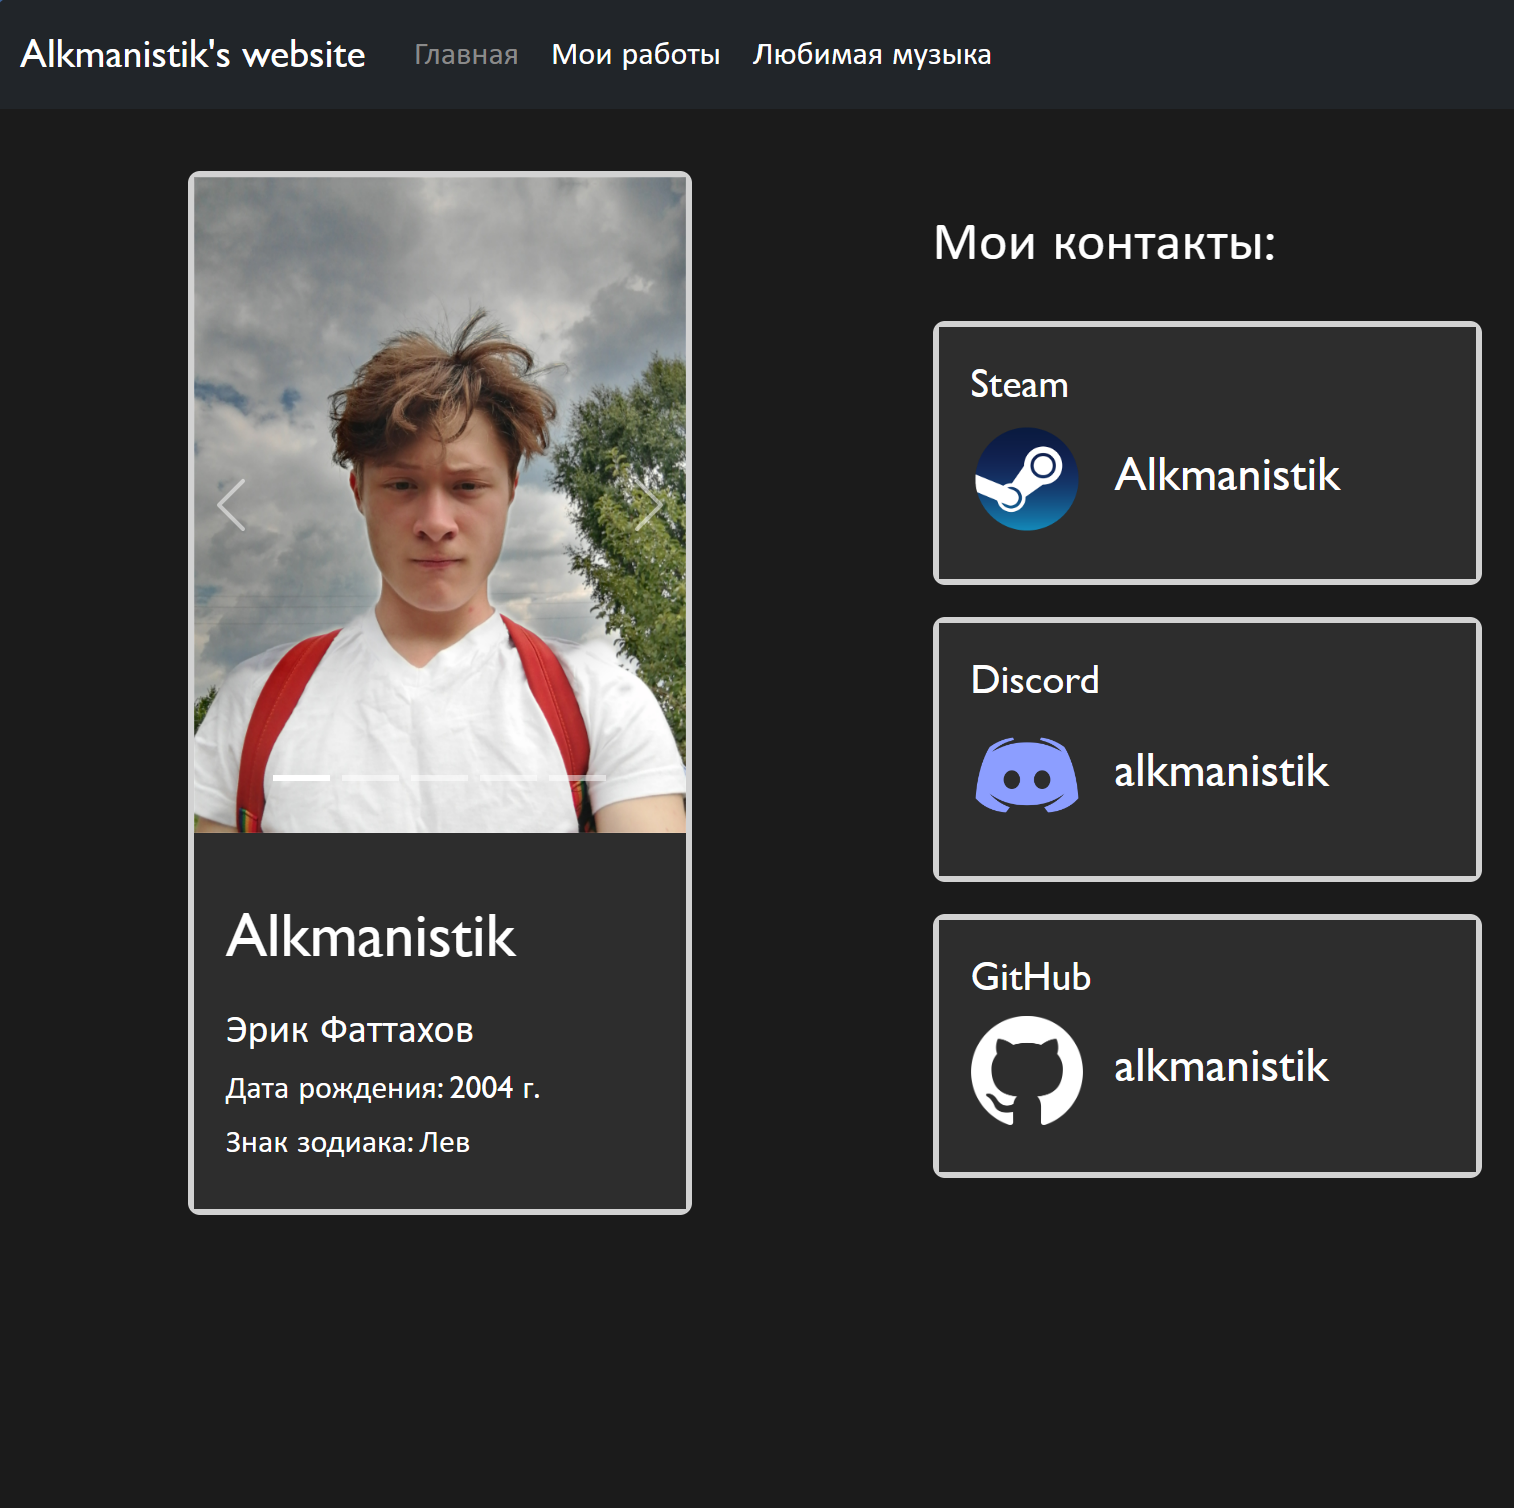 Alkmanistik's website
Главная
Мои работы
Любимая музыка
Alkmanistik
Эрик Фаттахов
Дата рождения: 2004 г.
Знак зодиака: Лев
Мои контакты:
Steam
Alkmanistik
Discord
alkmanistik
GitHub
alkmanistik